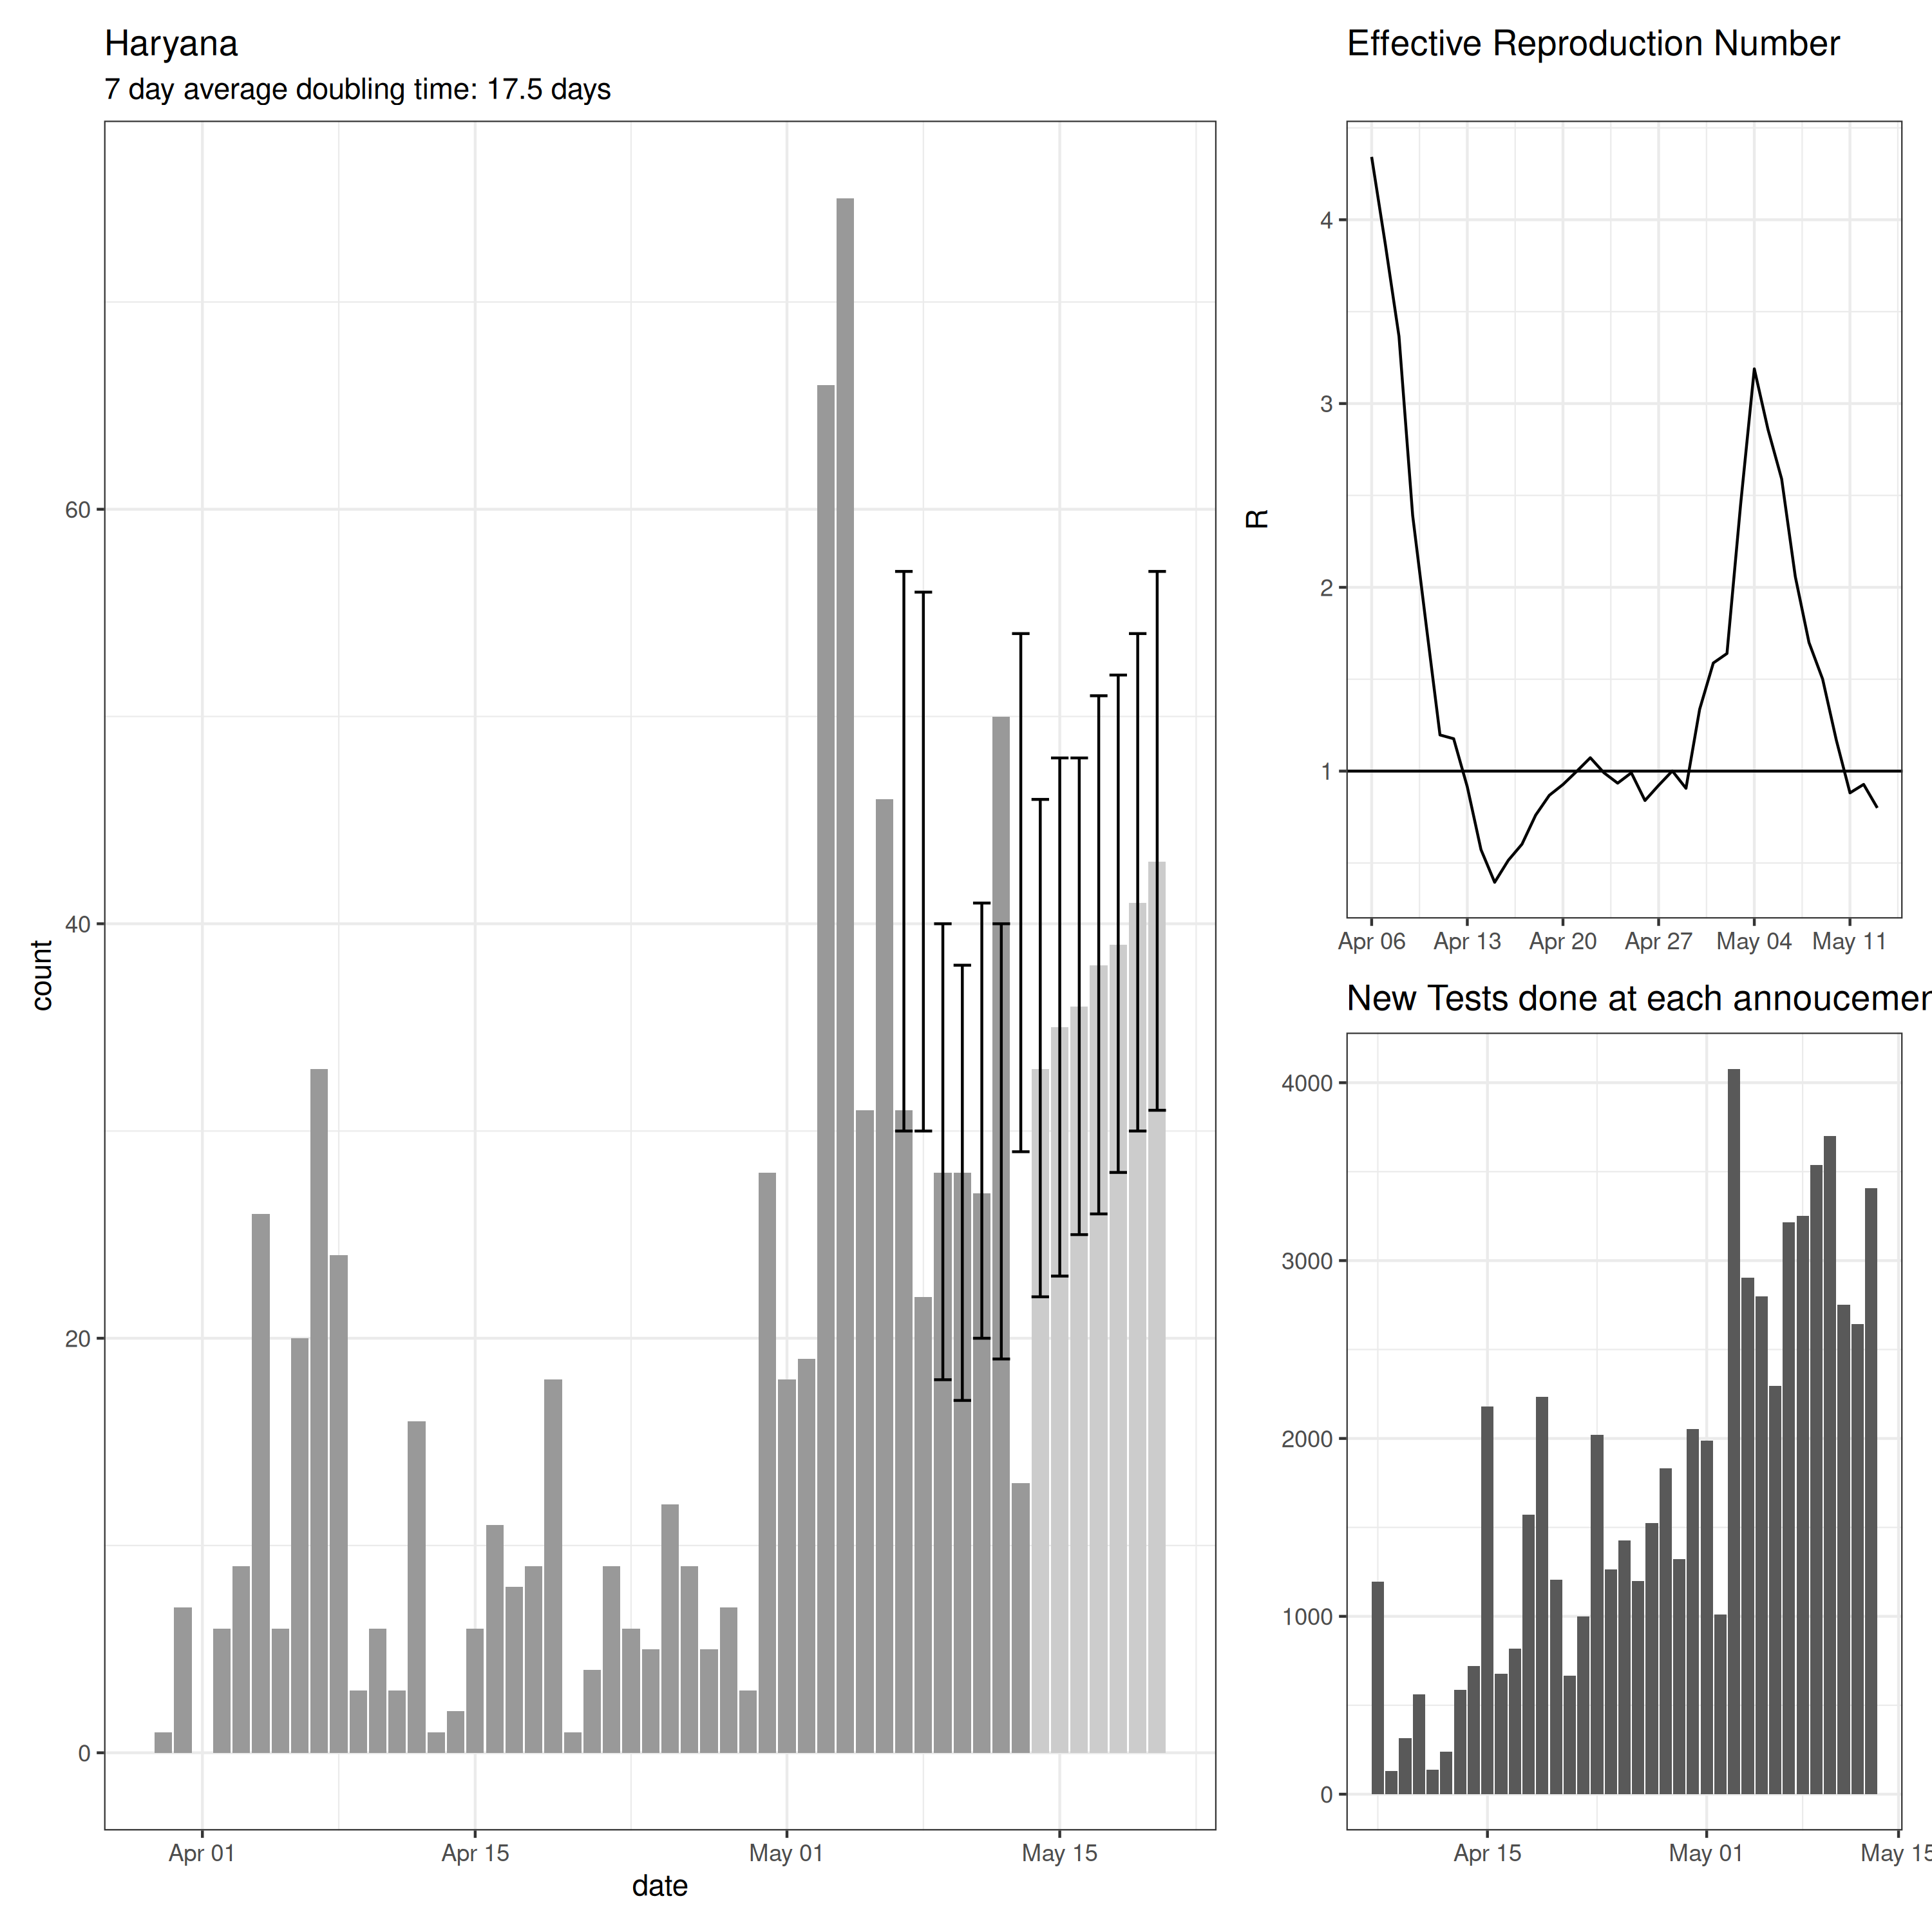 Haryana
7 day average doubling time: 17.5 days
count
60
40
20
0
Apr 01
Apr 15
May 01
May 15
date
Effective Reproduction Number
R
4
3
2
1
Apr 06
Apr 13
Apr 20
Apr 27
May 04
May 11
New Tests done at each annoucemen
4000
3000
2000
1000
0
Apr 15
May 01
May 15